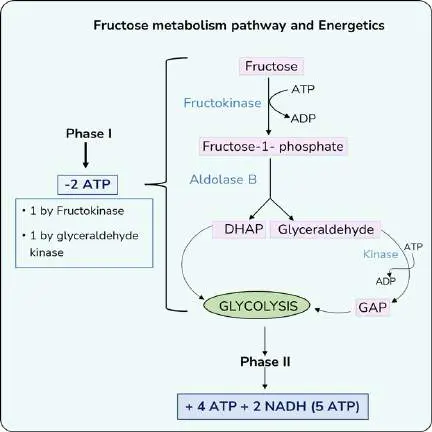 Fructose metabolism pathway and Energetics
Fructose
ATP
Fructokinase
ADP
Phase I
Fructose-1- phosphate
-2 ATP
Aldolase B
• 1 by Fructokinase
• 1 by glyceraldehyde
kinase
DHAP
Glyceraldehyde
ATP
Kinase
ADP
GLYCOLYSIS
GAP
Phase II
+ 4 ATP + 2 NADH (5 ATP)